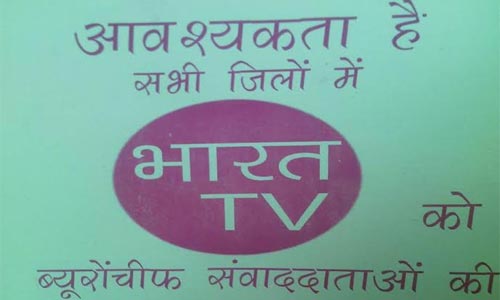 आवश्यकता हैं
सभी जिलों में
भारत
TV
को
ब्यूरोंचीफ संवाददाताओं की